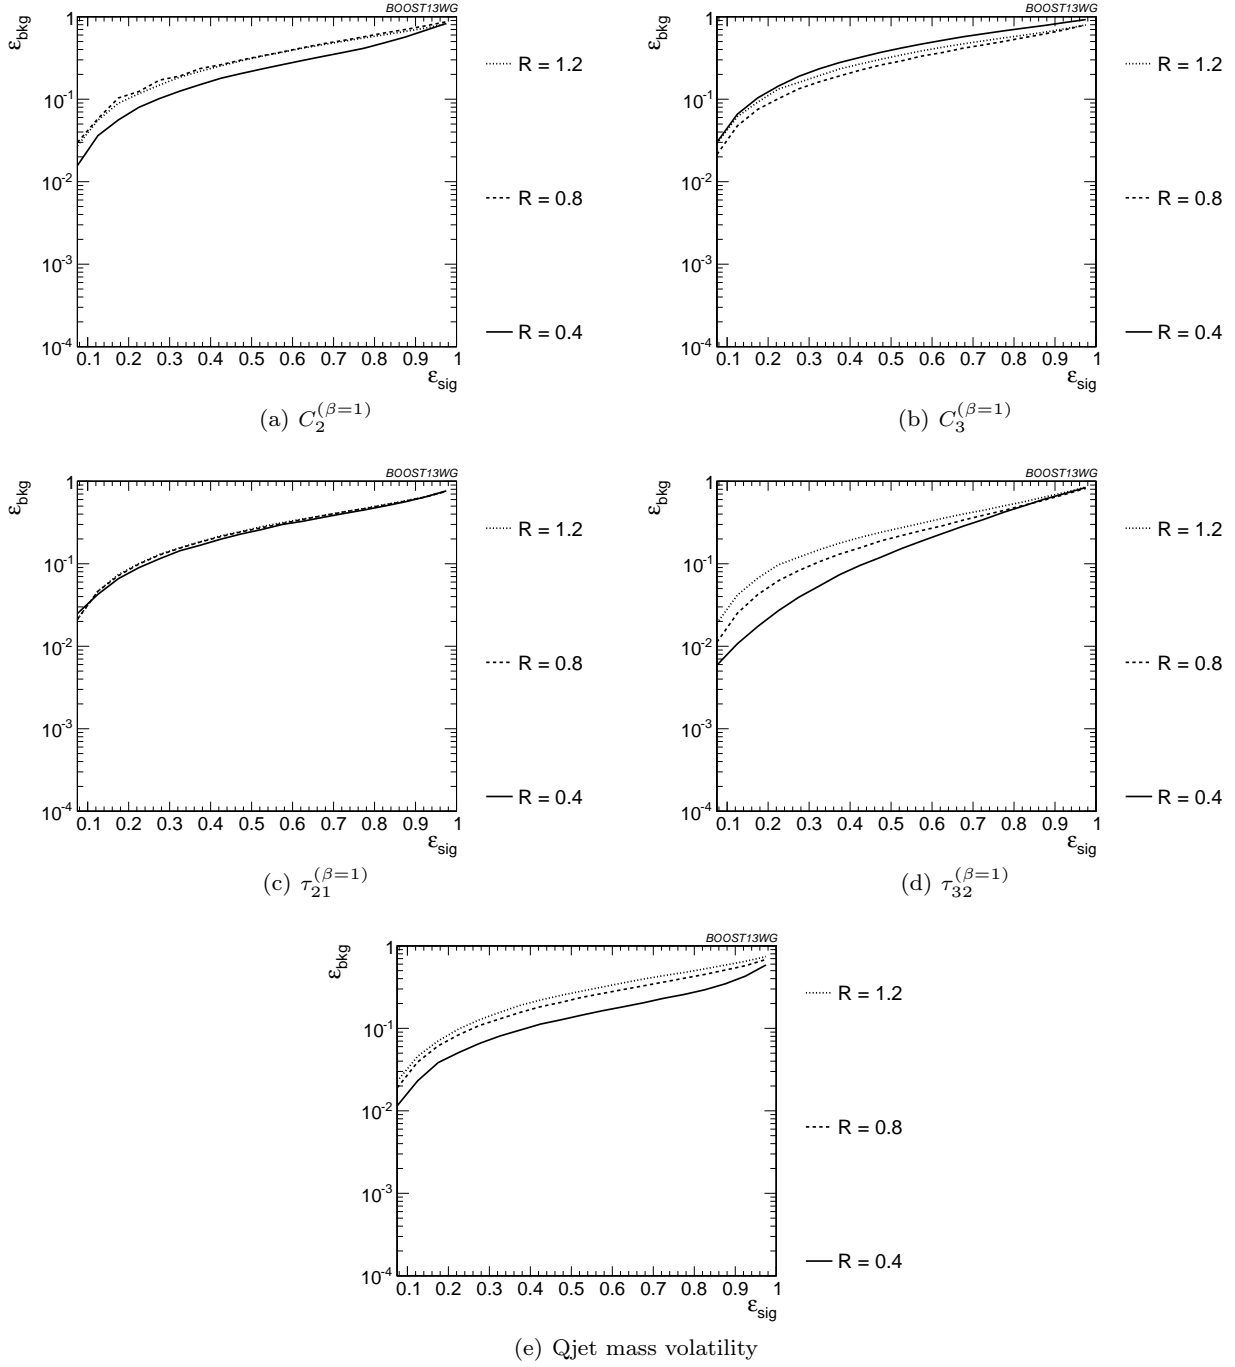 BOOST13WG
ε_bkg
1
10^-1
10^-2
10^-3
10^-4
0.1 0.2 0.3 0.4 0.5 0.6 0.7 0.8 0.9 1
ε_sig
R = 1.2
R = 0.8
R = 0.4
(a) C_2^(β=1)
BOOST13WG
ε_bkg
1
10^-1
10^-2
10^-3
10^-4
0.1 0.2 0.3 0.4 0.5 0.6 0.7 0.8 0.9 1
ε_sig
R = 1.2
R = 0.8
R = 0.4
(b) C_3^(β=1)
BOOST13WG
ε_bkg
1
10^-1
10^-2
10^-3
10^-4
0.1 0.2 0.3 0.4 0.5 0.6 0.7 0.8 0.9 1
ε_sig
R = 1.2
R = 0.8
R = 0.4
(c) τ_21^(β=1)
BOOST13WG
ε_bkg
1
10^-1
10^-2
10^-3
10^-4
0.1 0.2 0.3 0.4 0.5 0.6 0.7 0.8 0.9 1
ε_sig
R = 1.2
R = 0.8
R = 0.4
(d) τ_32^(β=1)
BOOST13WG
ε_bkg
1
10^-1
10^-2
10^-3
10^-4
0.1 0.2 0.3 0.4 0.5 0.6 0.7 0.8 0.9 1
ε_sig
R = 1.2
R = 0.8
R = 0.4
(e) Qjet mass volatility